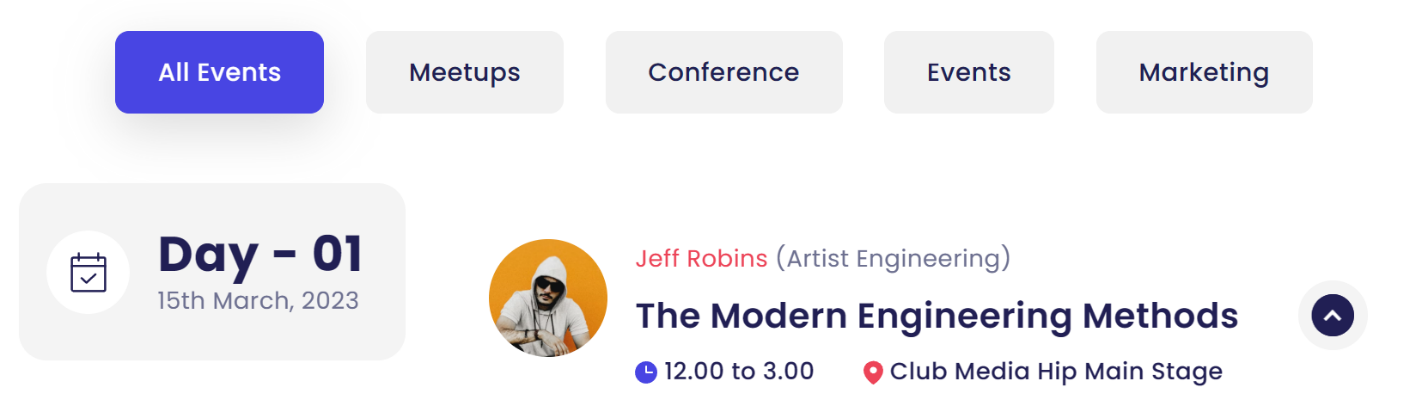 All Events
Meetups
Conference
Events
Marketing
Day - 01
15th March, 2023
Jeff Robins (Artist Engineering)
The Modern Engineering Methods
12.00 to 3.00
Club Media Hip Main Stage